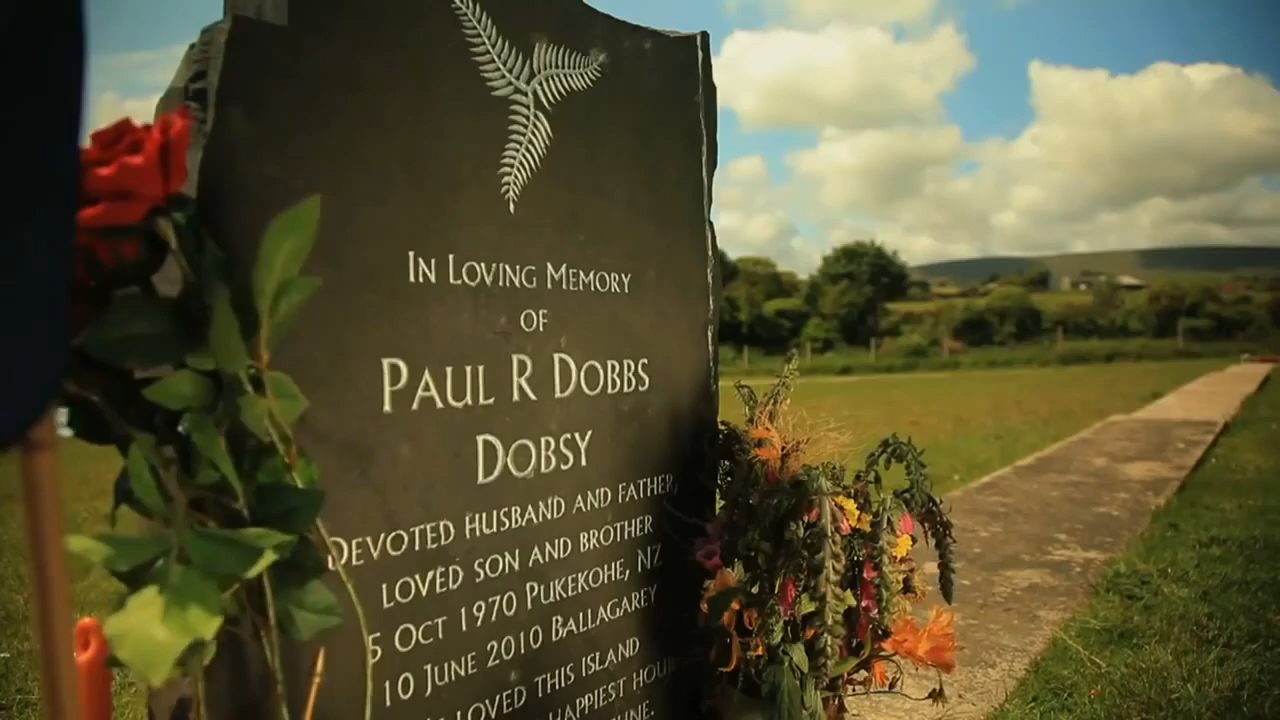 IN LOVING MEMORY
OF
PAUL R DOBBS
DOBSY
DEVOTED HUSBAND AND FATHER,
LOVED SON AND BROTHER
5 OCT 1970 PUKEKOHE, NZ
10 JUNE 2010 BALLAGAREY
LOVED THIS ISLAND
HAPPIEST